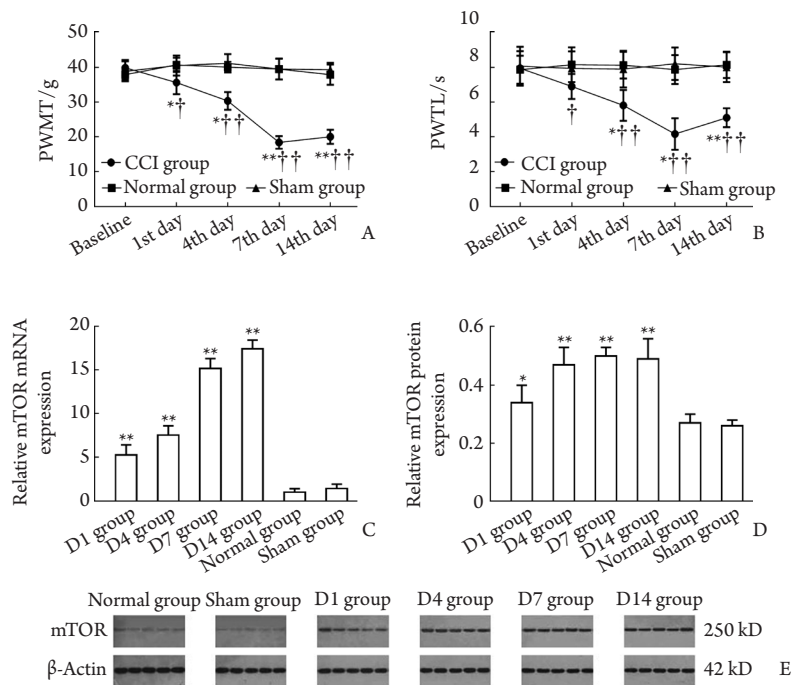 50
40
30
20
10
0
PWMT/g
*†
*††
**††
**††
CCI group
Normal group
Sham group
Baseline
1st day
4th day
7th day
14th day
A
10
8
6
4
2
0
PWTL/s
†
*††
*††
**††
CCI group
Normal group
Sham group
Baseline
1st day
4th day
7th day
14th day
B
20
15
10
5
0
Relative mTOR mRNA
expression
**
**
**
**
D1 group
D4 group
D7 group
D14 group
Normal group
Sham group
C
0.6
0.4
0.2
0
Relative mTOR protein
expression
*
**
**
**
D1 group
D4 group
D7 group
D14 group
Normal group
Sham group
D
Normal group Sham group D1 group D4 group D7 group D14 group
mTOR 250 kD
β-Actin 42 kD E